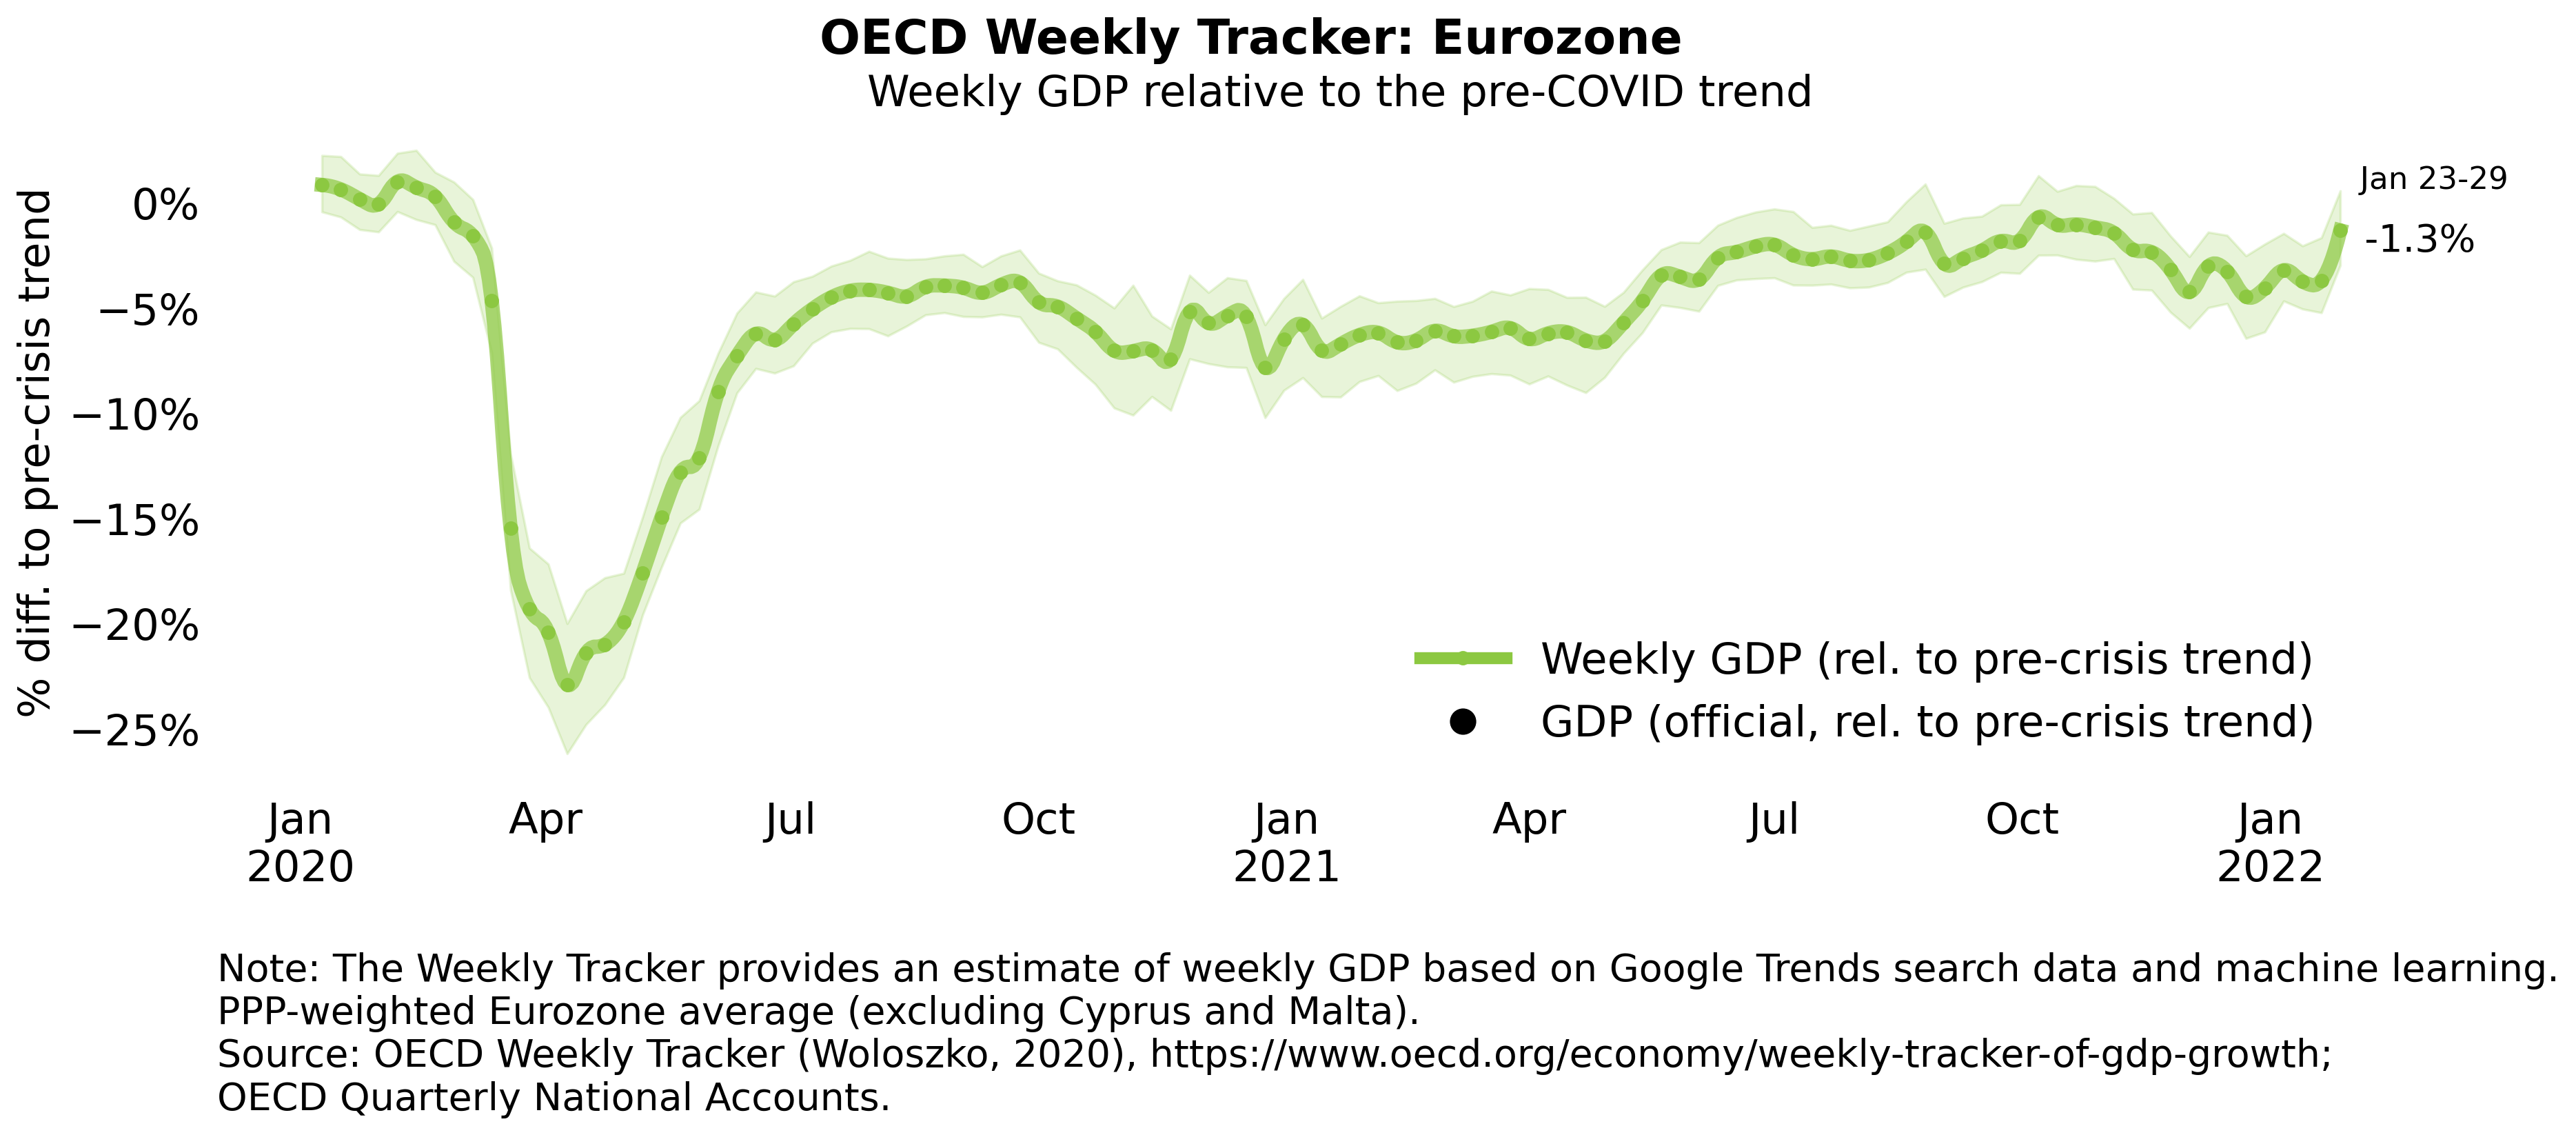 OECD Weekly Tracker: Eurozone
Weekly GDP relative to the pre-COVID trend
% diff. to pre-crisis trend
0%
−5%
−10%
−15%
−20%
−25%
Jan 23-29
-1.3%
Weekly GDP (rel. to pre-crisis trend)
GDP (official, rel. to pre-crisis trend)
Jan Apr Jul Oct Jan Apr Jul Oct Jan
2020 2021 2022
Note: The Weekly Tracker provides an estimate of weekly GDP based on Google Trends search data and machine learning.
PPP-weighted Eurozone average (excluding Cyprus and Malta).
Source: OECD Weekly Tracker (Woloszko, 2020), https://www.oecd.org/economy/weekly-tracker-of-gdp-growth;
OECD Quarterly National Accounts.